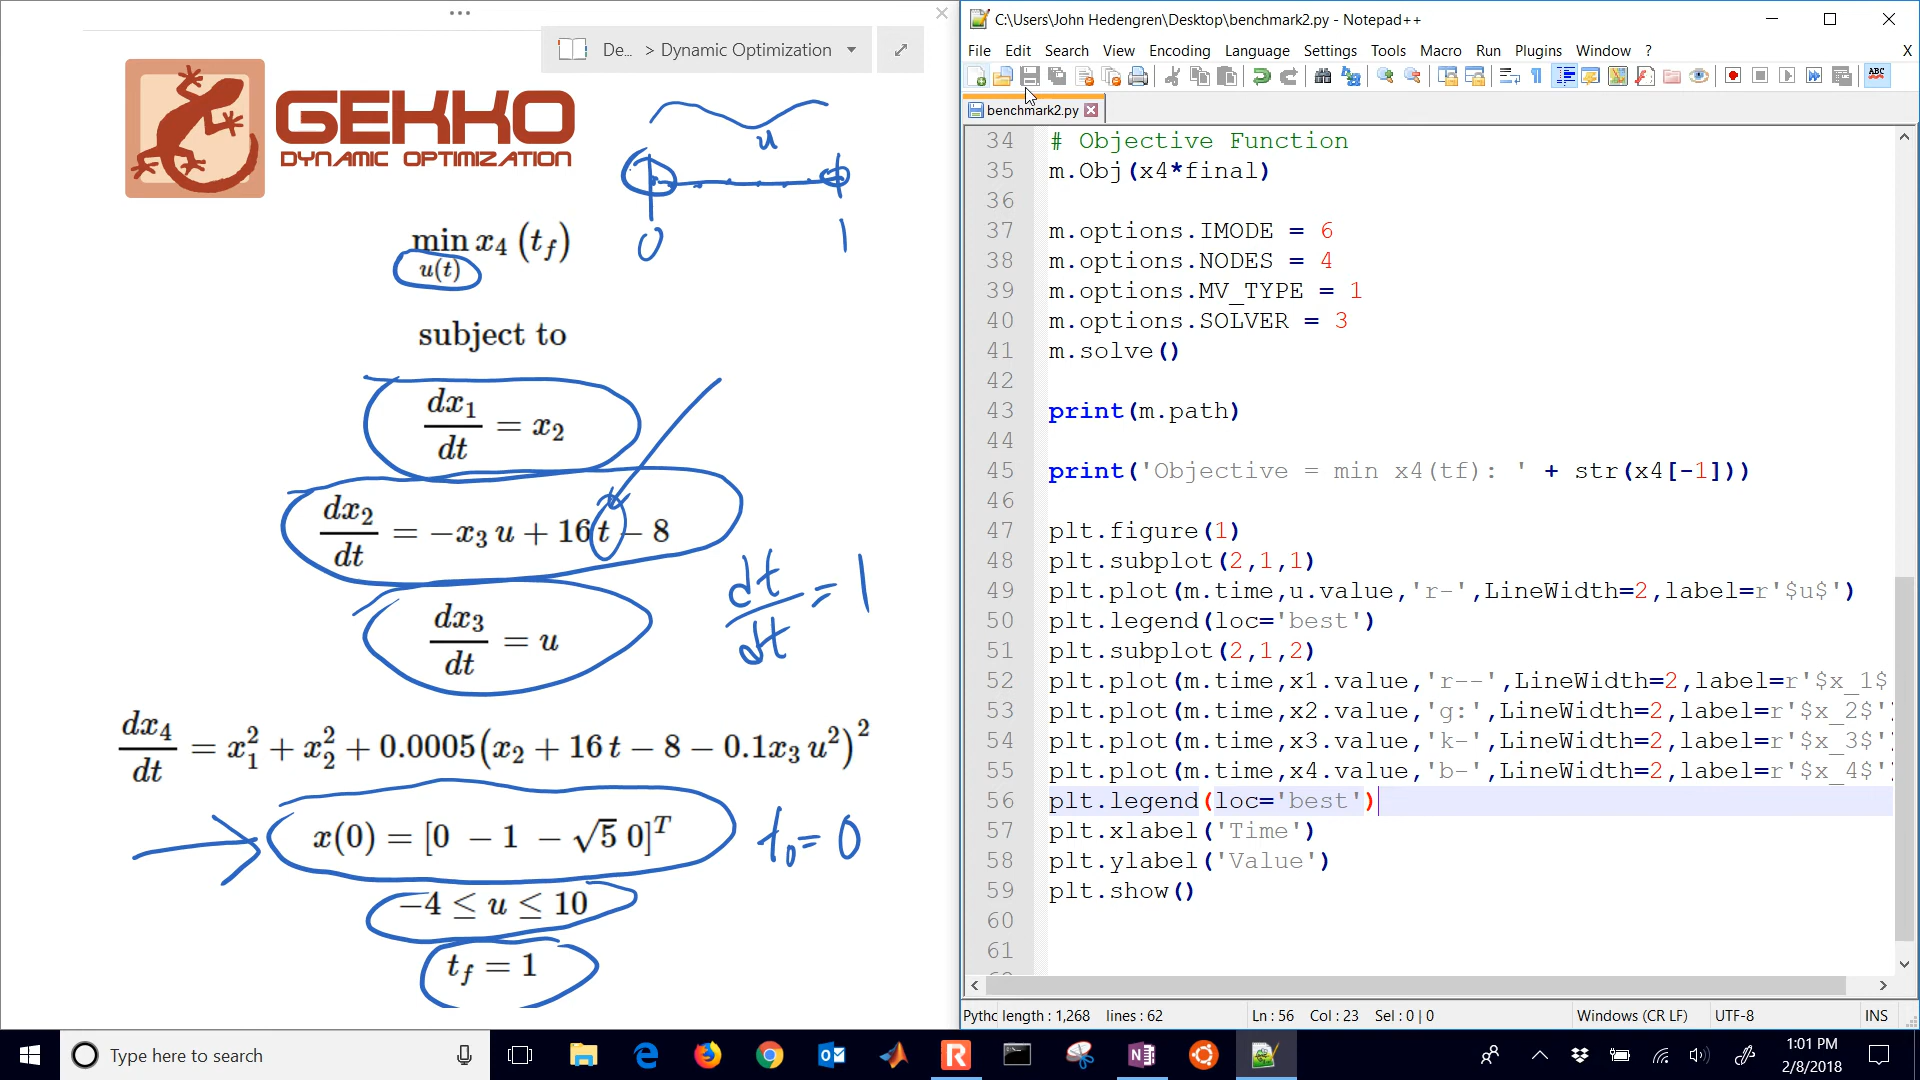 De... > Dynamic Optimization
GEKKO
DYNAMIC OPTIMIZATION
u
0 1
min x₄ (t_f)
u(t)
subject to
dx₁/dt = x₂
dx₂/dt = −x₃ u + 16 t − 8
dt/dt = 1
dx₃/dt = u
dx₄/dt = x₁² + x₂² + 0.0005(x₂ + 16 t − 8 − 0.1x₃ u²)²
x(0) = [0 − 1 − √5 0]ᵀ t₀ = 0
−4 ≤ u ≤ 10
t_f = 1
C:\Users\John Hedengren\Desktop\benchmark2.py - Notepad++
File Edit Search View Encoding Language Settings Tools Macro Run Plugins Window ? X
ABC
benchmark2.py
34 # Objective Function
35 m.Obj(x4*final)
36
37 m.options.IMODE = 6
38 m.options.NODES = 4
39 m.options.MV_TYPE = 1
40 m.options.SOLVER = 3
41 m.solve()
42
43 print(m.path)
44
45 print('Objective = min x4(tf): ' + str(x4[-1]))
46
47 plt.figure(1)
48 plt.subplot(2,1,1)
49 plt.plot(m.time,u.value,'r-',LineWidth=2,label=r'$u$')
50 plt.legend(loc='best')
51 plt.subplot(2,1,2)
52 plt.plot(m.time,x1.value,'r--',LineWidth=2,label=r'$x_1$
53 plt.plot(m.time,x2.value,'g:',LineWidth=2,label=r'$x_2$'
54 plt.plot(m.time,x3.value,'k-',LineWidth=2,label=r'$x_3$'
55 plt.plot(m.time,x4.value,'b-',LineWidth=2,label=r'$x_4$'
56 plt.legend(loc='best')
57 plt.xlabel('Time')
58 plt.ylabel('Value')
59 plt.show()
60
61
Pythc length : 1,268 lines : 62 Ln : 56 Col : 23 Sel : 0 | 0 Windows (CR LF) UTF-8 INS
Type here to search
1:01 PM
2/8/2018